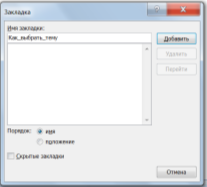 Закладка
Имя закладки:
Как_выбрать_тему
Добавить
Удалить
Перейти
Порядок:
имя
положение
Скрытые закладки
Отмена